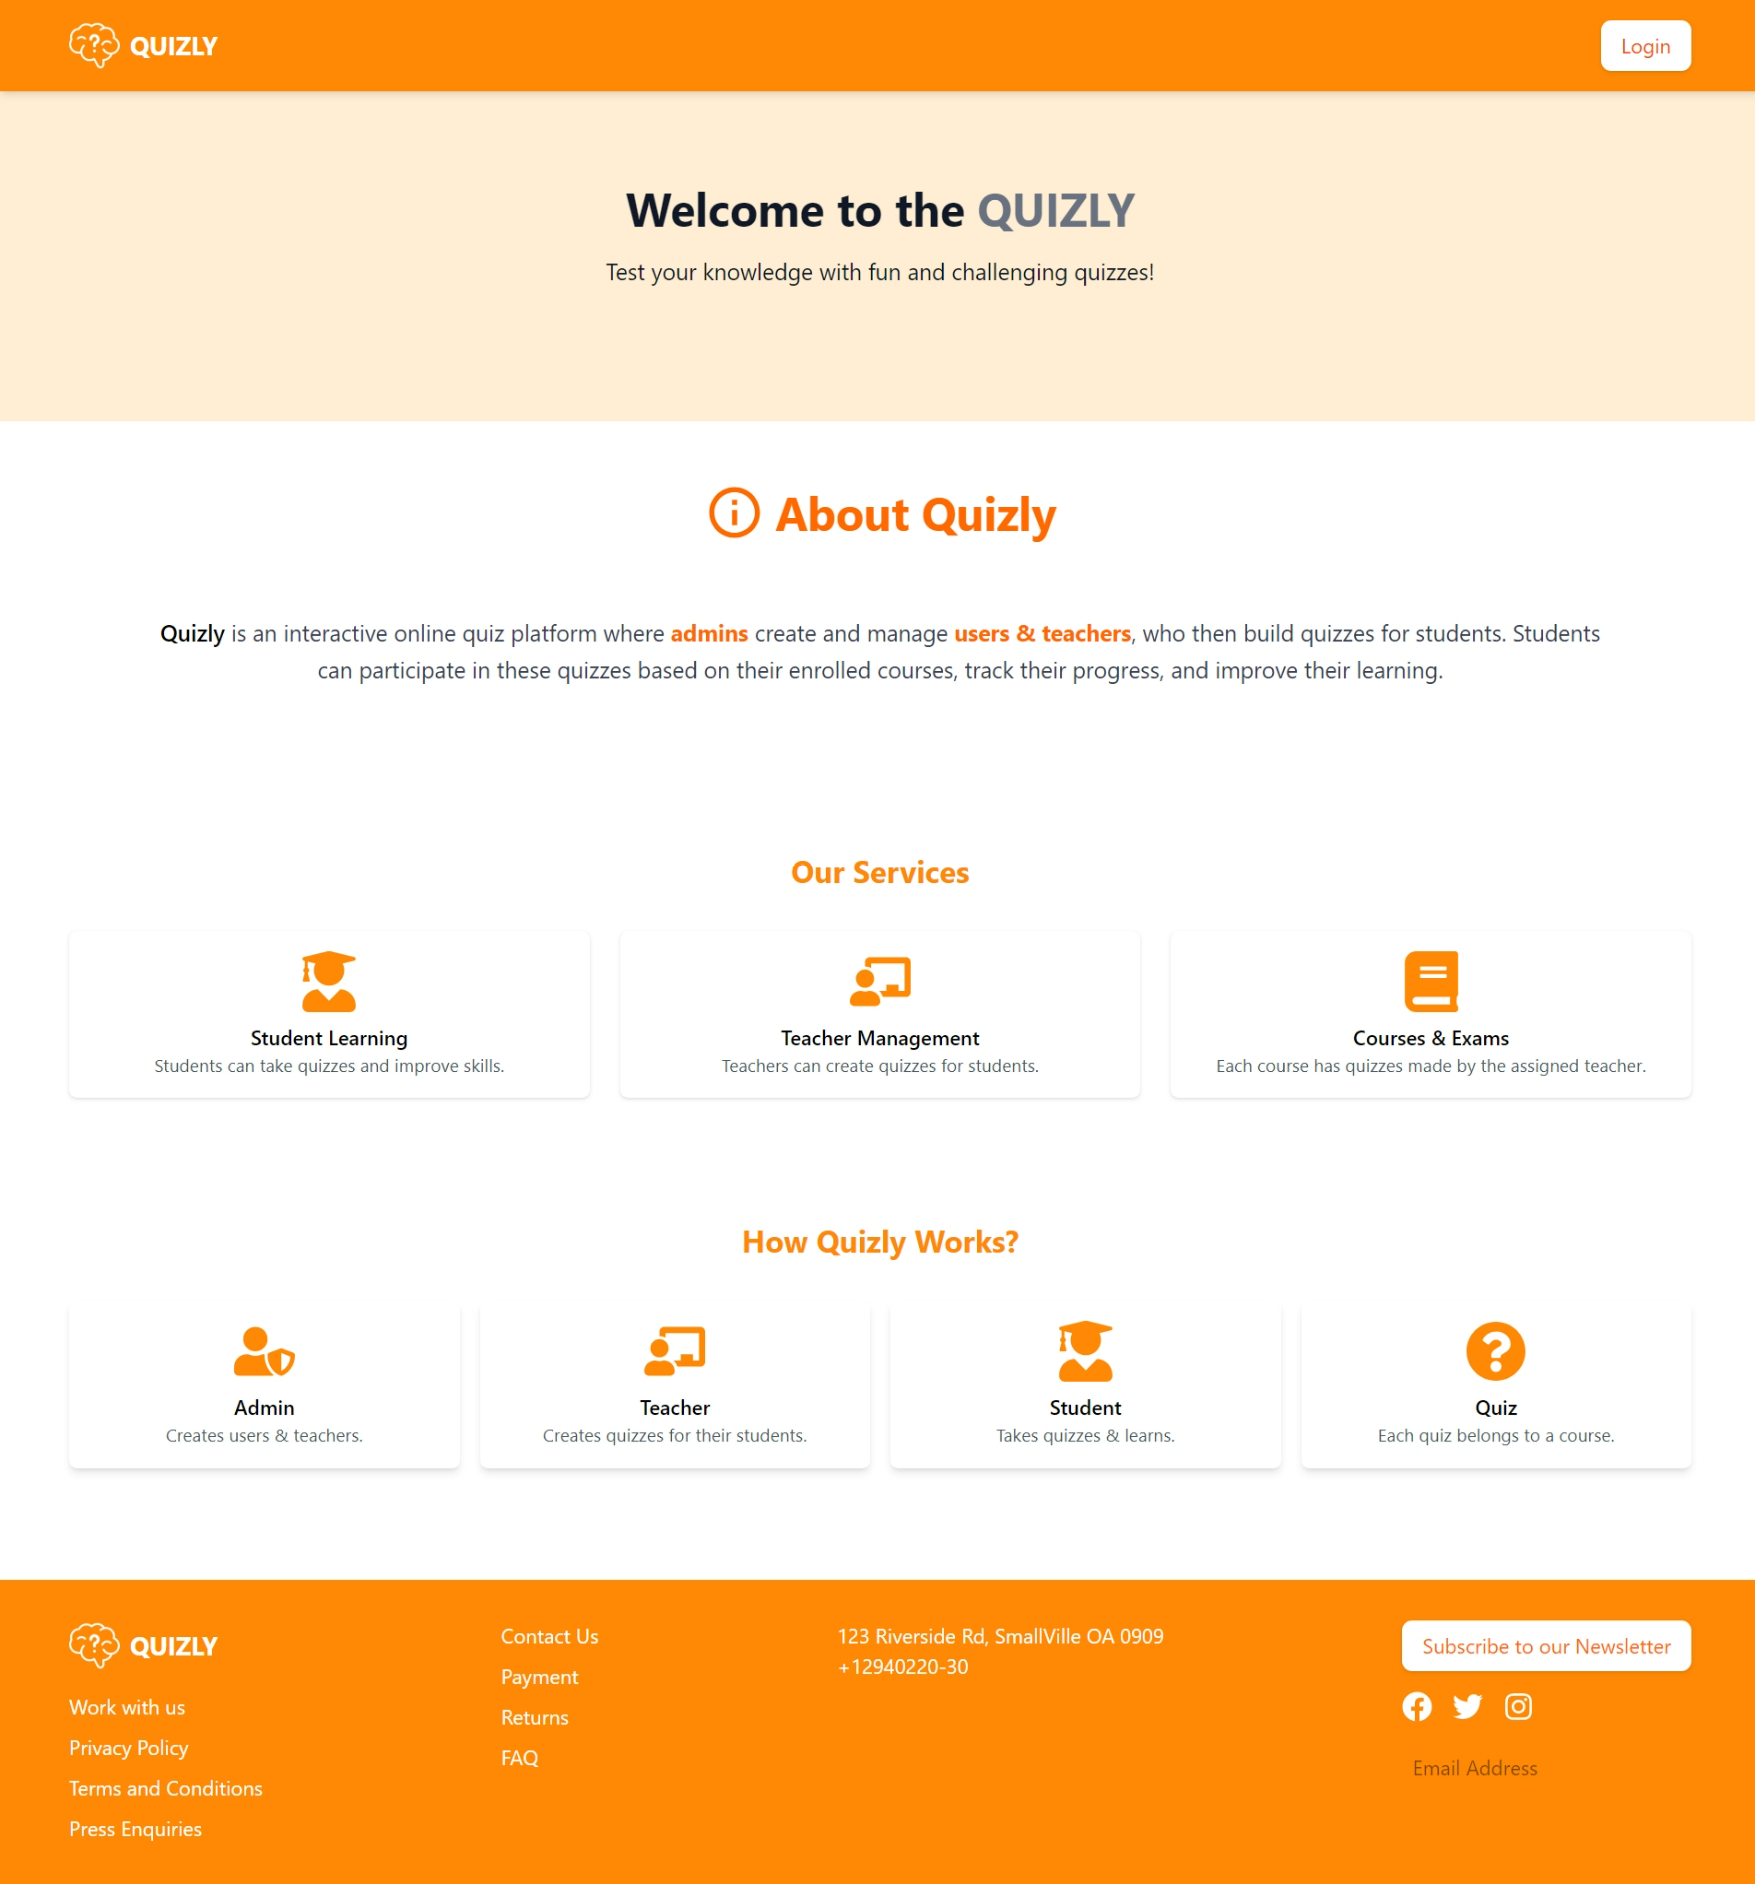 QUIZLY
Login
Welcome to the QUIZLY
Test your knowledge with fun and challenging quizzes!
About Quizly
Quizly is an interactive online quiz platform where admins create and manage users & teachers, who then build quizzes for students. Students
can participate in these quizzes based on their enrolled courses, track their progress, and improve their learning.
Our Services
Student Learning
Students can take quizzes and improve skills.
Teacher Management
Teachers can create quizzes for students.
Courses & Exams
Each course has quizzes made by the assigned teacher.
How Quizly Works?
Admin
Creates users & teachers.
Teacher
Creates quizzes for their students.
Student
Takes quizzes & learns.
Quiz
Each quiz belongs to a course.
QUIZLY
Work with us
Privacy Policy
Terms and Conditions
Press Enquiries
Contact Us
Payment
Returns
FAQ
123 Riverside Rd, SmallVille OA 0909
+12940220-30
Subscribe to our Newsletter
Email Address